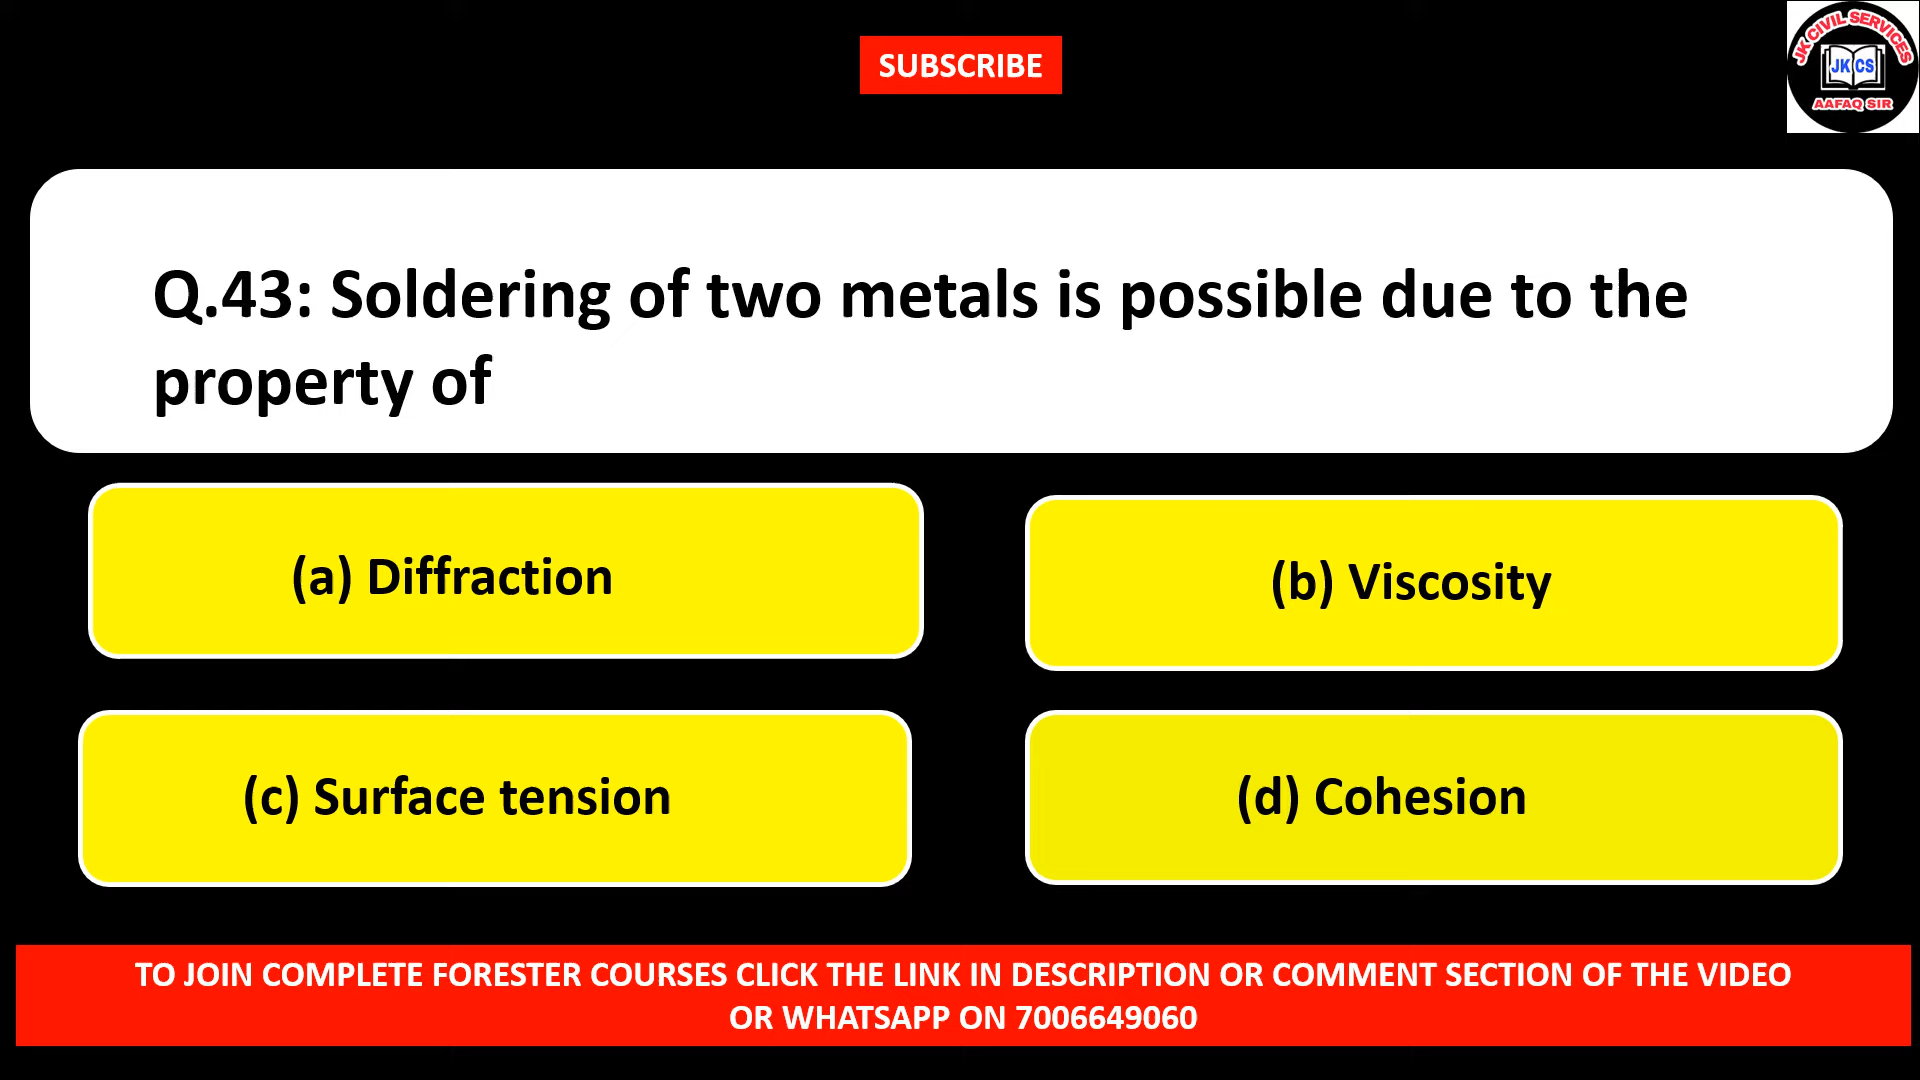 SUBSCRIBE
JK CIVIL SERVICES
JK CS
AAFAQ SIR
Q.43: Soldering of two metals is possible due to the
property of
(a) Diffraction
(b) Viscosity
(c) Surface tension
(d) Cohesion
TO JOIN COMPLETE FORESTER COURSES CLICK THE LINK IN DESCRIPTION OR COMMENT SECTION OF THE VIDEO
OR WHATSAPP ON 7006649060